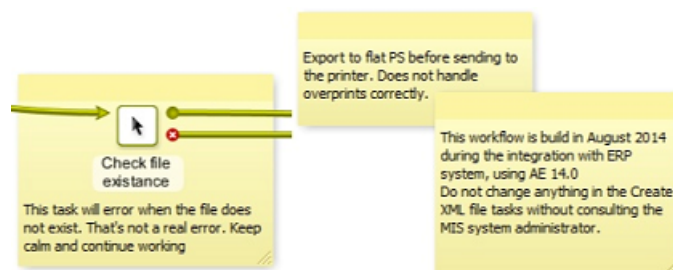 Export to flat PS before sending to
the printer. Does not handle
overprints correctly.
Check file
existance
This task will error when the file does
not exist. That's not a real error. Keep
calm and continue working
This workflow is build in August 2014
during the integration with ERP
system, using AE 14.0
Do not change anything in the Create
XML file tasks without consulting the
MIS system administrator.